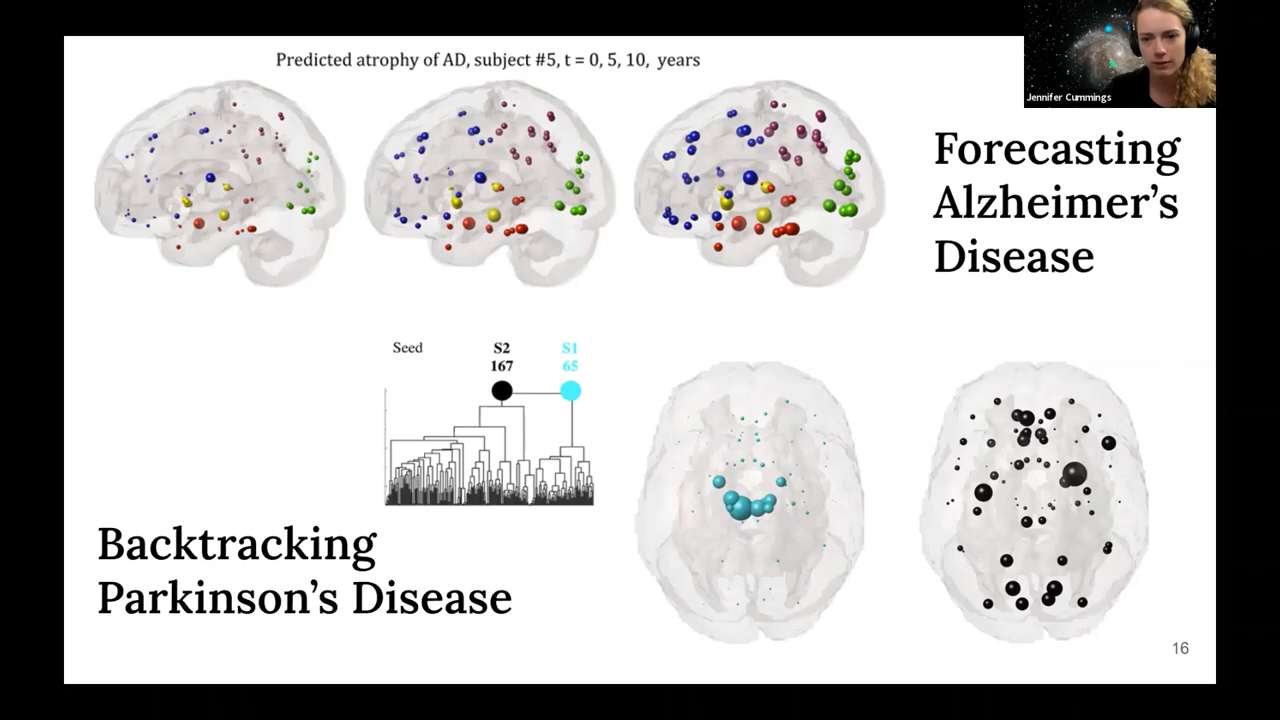 Predicted atrophy of AD, subject #5, t = 0, 5, 10, years
Jennifer Cummings
Forecasting
Alzheimer’s
Disease
Seed
S2
167
S1
65
Backtracking
Parkinson’s Disease
16